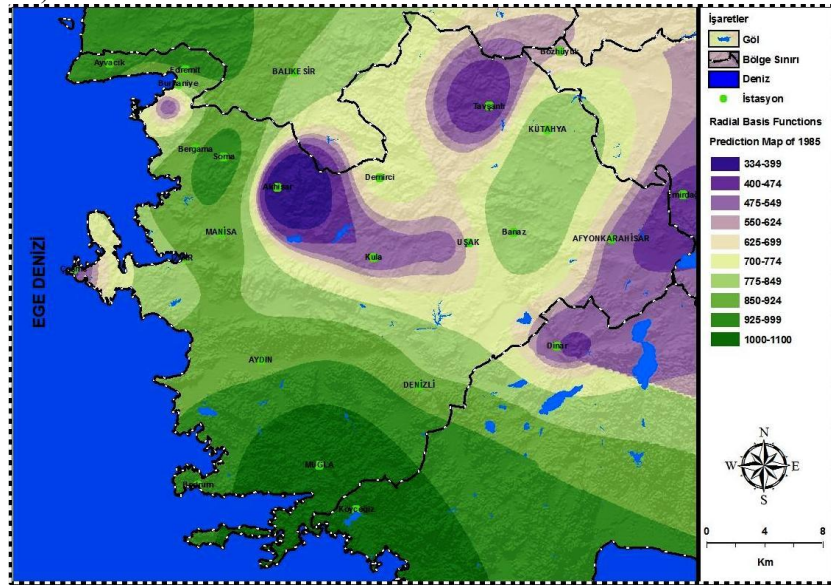 İşaretler
Göl
Bölge Sınırı
Deniz
İstasyon
Radial Basis Functions
Prediction Map of 1985
334-399
400-474
475-549
550-624
625-699
700-774
775-849
850-924
925-999
1000-1100
N
W E
S
0 4 8
Km
EGE DENİZİ
Ayvacık
Edremit
Burhaniye
BALIKESİR
Bozhüyük
Tavşanlı
KÜTAHYA
Bergama
Soma
Akhisar
Demirci
MANİSA
Kula
UŞAK
Banaz
AFYONKARAHİSAR
Dinar
AYDIN
DENİZLİ
MUĞLA
Köyceğiz